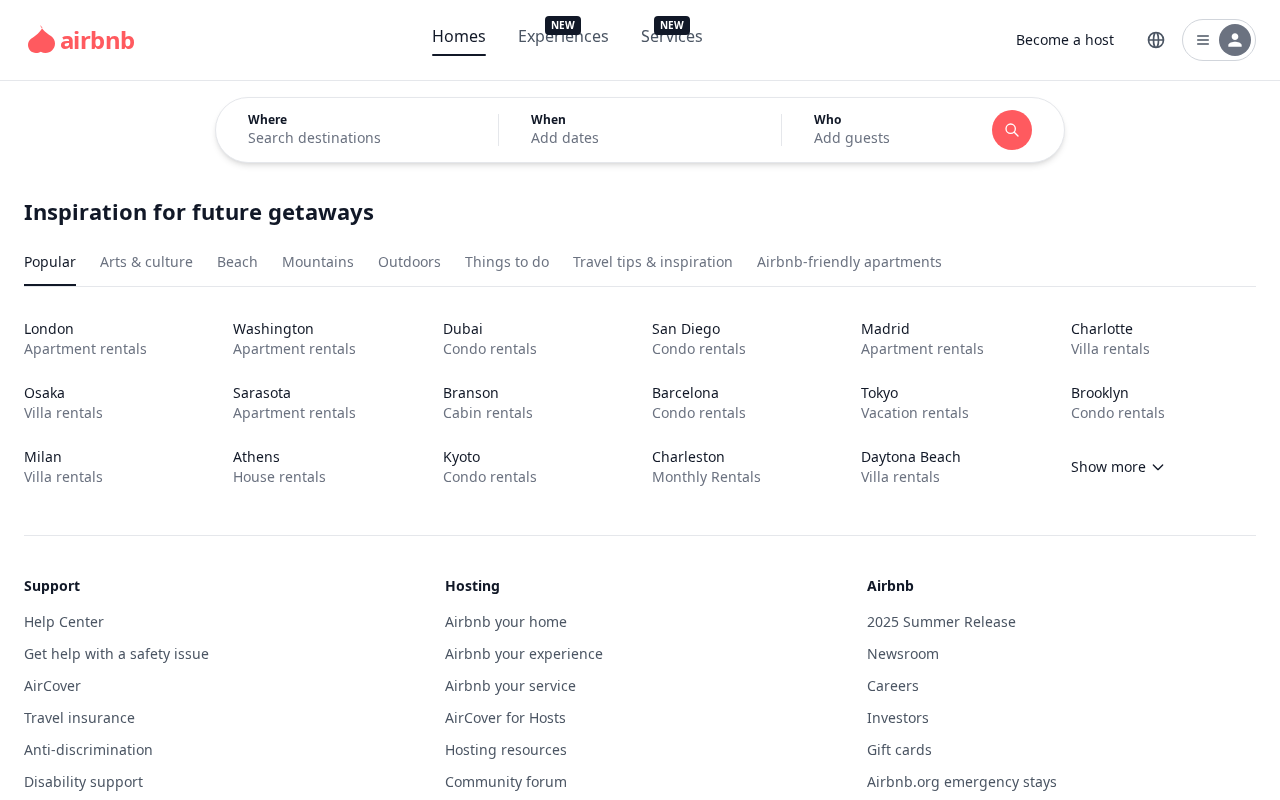 airbnb
Homes
Experiences
NEW
Services
NEW
Become a host
Where
Search destinations
When
Add dates
Who
Add guests
Inspiration for future getaways
Popular Arts & culture Beach Mountains Outdoors Things to do Travel tips & inspiration Airbnb-friendly apartments
London
Apartment rentals
Washington
Apartment rentals
Dubai
Condo rentals
San Diego
Condo rentals
Madrid
Apartment rentals
Charlotte
Villa rentals
Osaka
Villa rentals
Sarasota
Apartment rentals
Branson
Cabin rentals
Barcelona
Condo rentals
Tokyo
Vacation rentals
Brooklyn
Condo rentals
Milan
Villa rentals
Athens
House rentals
Kyoto
Condo rentals
Charleston
Monthly Rentals
Daytona Beach
Villa rentals
Show more
Support
Help Center
Get help with a safety issue
AirCover
Travel insurance
Anti-discrimination
Disability support
Hosting
Airbnb your home
Airbnb your experience
Airbnb your service
AirCover for Hosts
Hosting resources
Community forum
Airbnb
2025 Summer Release
Newsroom
Careers
Investors
Gift cards
Airbnb.org emergency stays